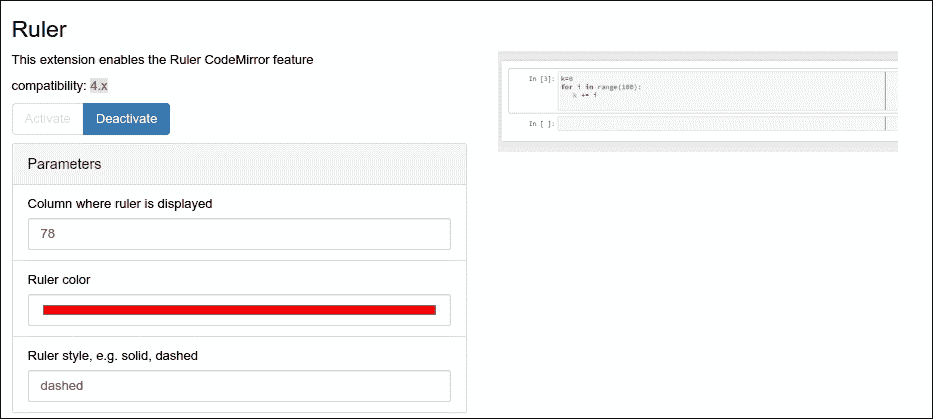 Ruler
This extension enables the Ruler CodeMirror feature
compatibility: 4.x
Activate Deactivate
Parameters
Column where ruler is displayed
78
Ruler color
Ruler style, e.g. solid, dashed
dashed
In [3]: k=0
for i in range(100):
k += i
In [ ]: